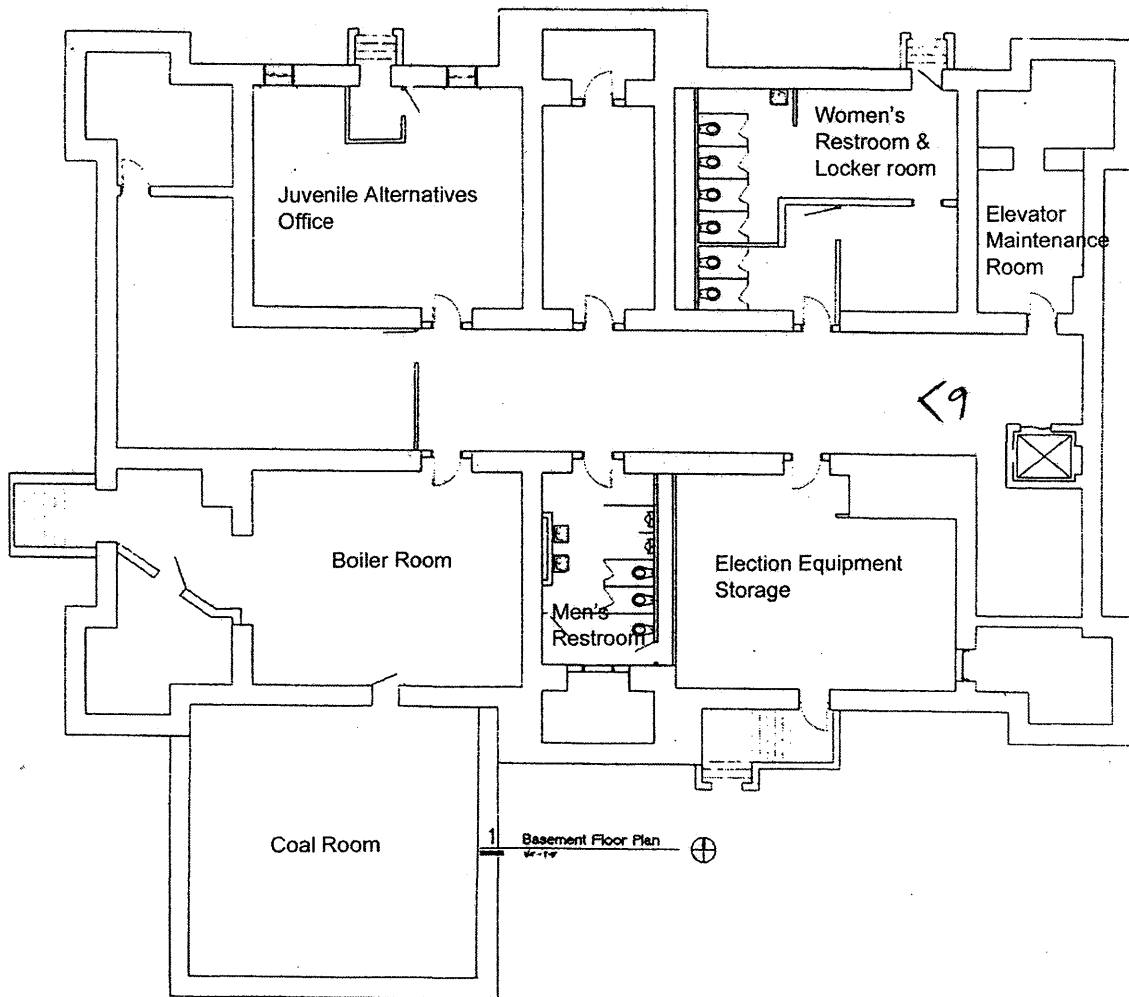 Women's
Restroom &
Locker room
Juvenile Alternatives
Office
Elevator
Maintenance
Room
<9
Boiler Room
Election Equipment
Storage
Men's
Restroom
Coal Room
1
Basement Floor Plan